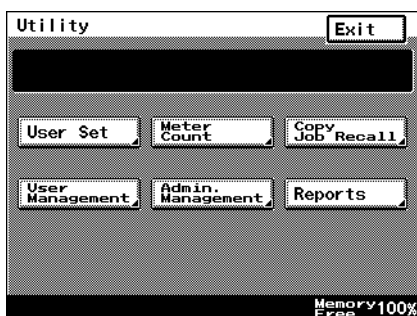 Utility
Exit
User Set
Meter
Count
Copy
Job Recall
User
Management
Admin.
Management
Reports
Memory
Free 100%